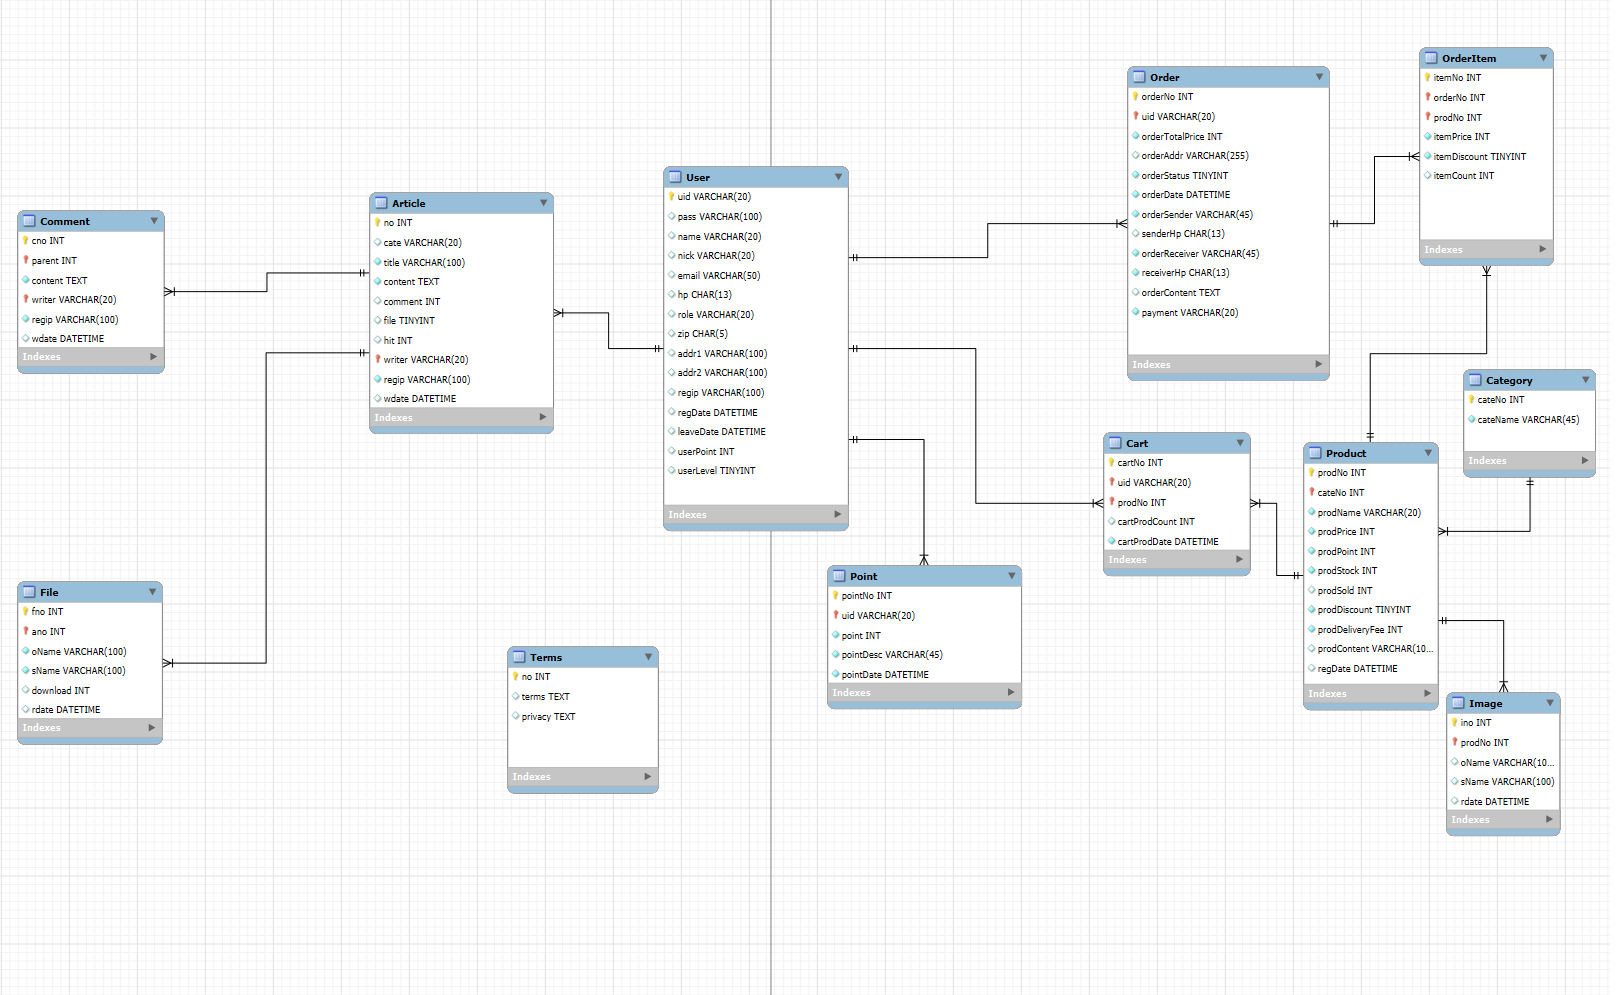 Comment
cno INT
parent INT
content TEXT
writer VARCHAR(20)
regip VARCHAR(100)
wdate DATETIME
Indexes
File
fno INT
ano INT
oName VARCHAR(100)
sName VARCHAR(100)
download INT
rdate DATETIME
Indexes
Article
no INT
cate VARCHAR(20)
title VARCHAR(100)
content TEXT
comment INT
file TINYINT
hit INT
writer VARCHAR(20)
regip VARCHAR(100)
wdate DATETIME
Indexes
Terms
no INT
terms TEXT
privacy TEXT
Indexes
User
uid VARCHAR(20)
pass VARCHAR(100)
name VARCHAR(20)
nick VARCHAR(20)
email VARCHAR(50)
hp CHAR(13)
role VARCHAR(20)
zip CHAR(5)
addr1 VARCHAR(100)
addr2 VARCHAR(100)
regip VARCHAR(100)
regDate DATETIME
leaveDate DATETIME
userPoint INT
userLevel TINYINT
Indexes
Point
pointNo INT
uid VARCHAR(20)
point INT
pointDesc VARCHAR(45)
pointDate DATETIME
Indexes
Order
orderNo INT
uid VARCHAR(20)
orderTotalPrice INT
orderAddr VARCHAR(255)
orderStatus TINYINT
orderDate DATETIME
orderSender VARCHAR(45)
senderHp CHAR(13)
orderReceiver VARCHAR(45)
receiverHp CHAR(13)
orderContent TEXT
payment VARCHAR(20)
Indexes
Cart
cartNo INT
uid VARCHAR(20)
prodNo INT
cartProdCount INT
cartProdDate DATETIME
Indexes
OrderItem
itemNo INT
orderNo INT
prodNo INT
itemPrice INT
itemDiscount TINYINT
itemCount INT
Indexes
Category
cateNo INT
cateName VARCHAR(45)
Indexes
Product
prodNo INT
cateNo INT
prodName VARCHAR(20)
prodPrice INT
prodPoint INT
prodStock INT
prodSold INT
prodDiscount TINYINT
prodDeliveryFee INT
prodContent VARCHAR(10...
regDate DATETIME
Indexes
Image
ino INT
prodNo INT
oName VARCHAR(10...
sName VARCHAR(100)
rdate DATETIME
Indexes